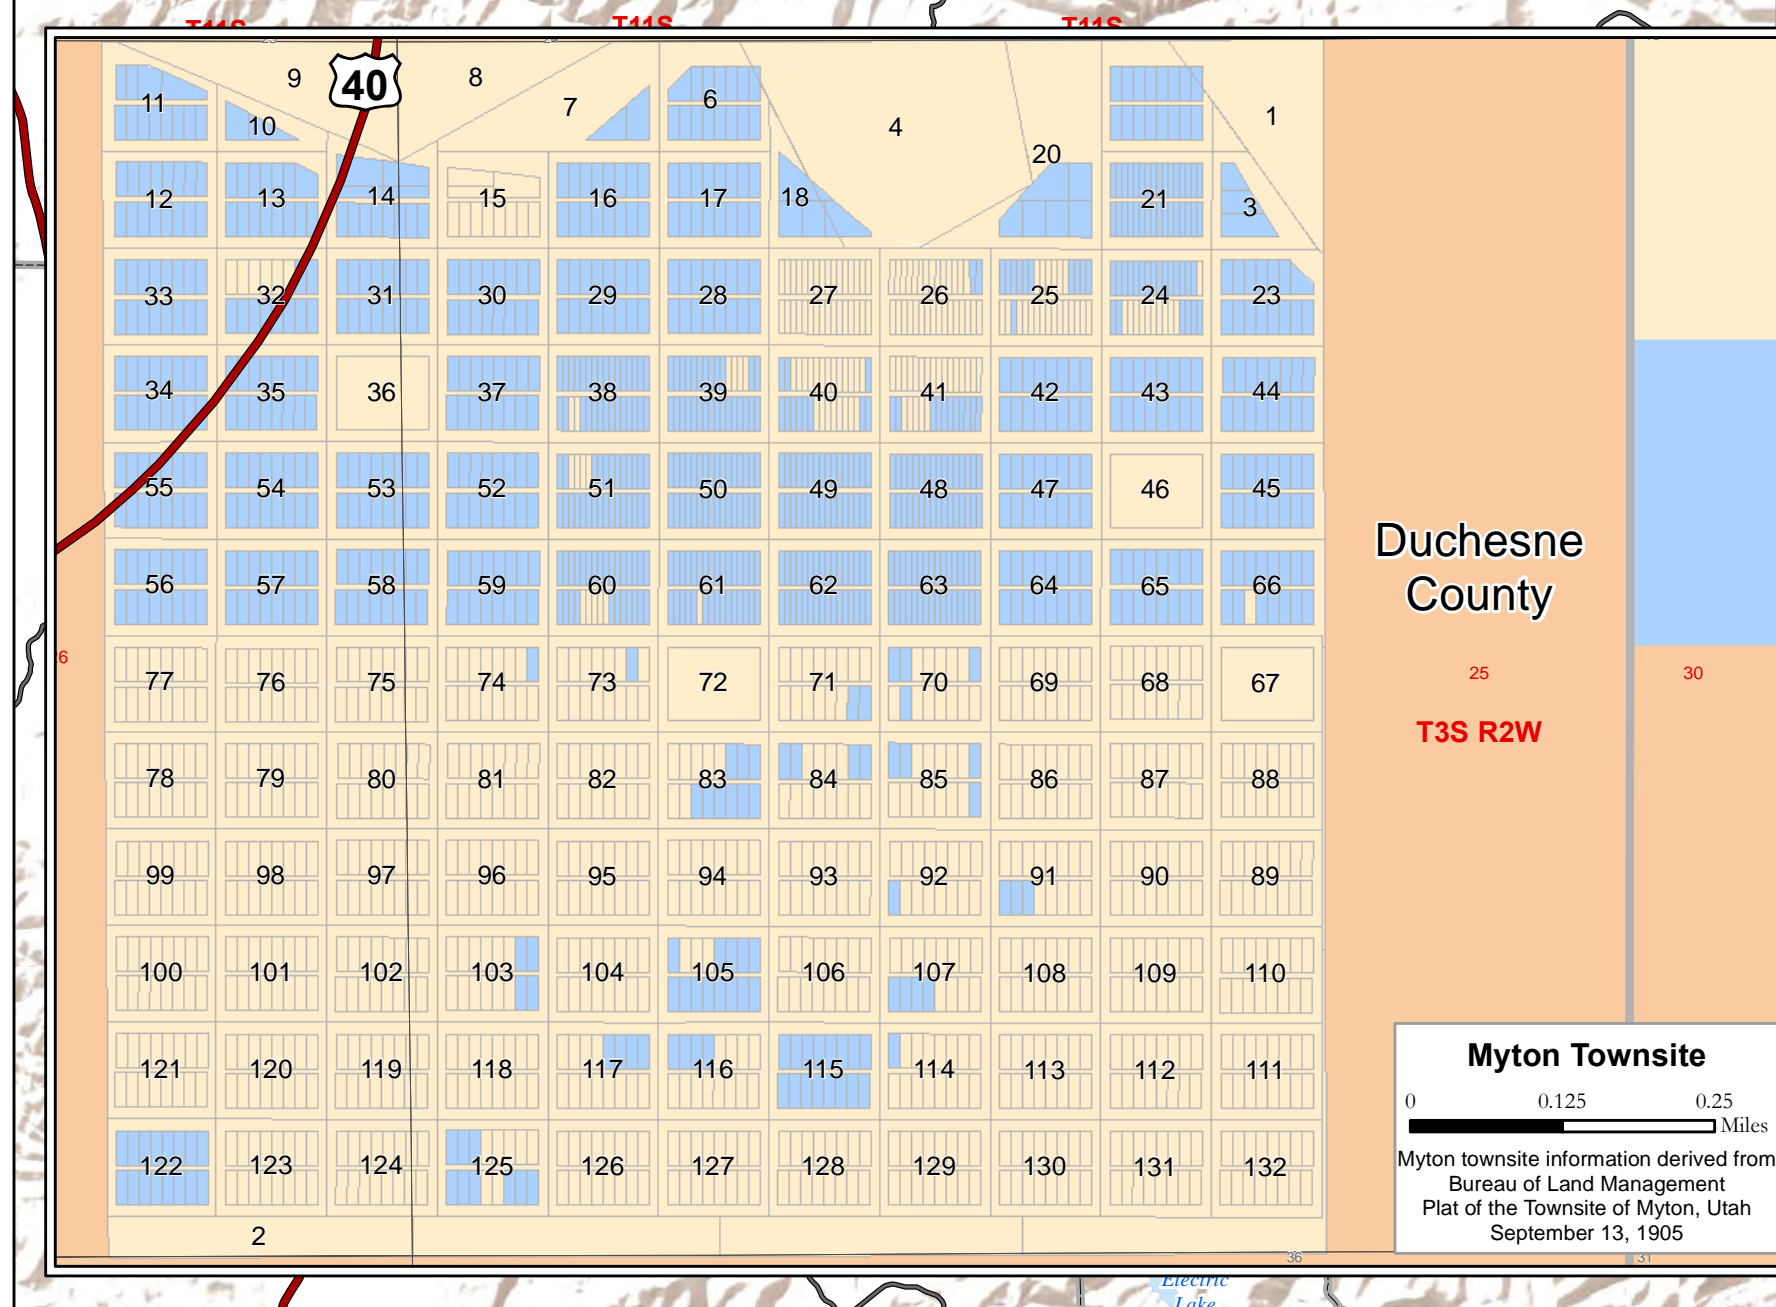 T11S T11S T11S
9 40 8 7 6 4 1
11 10 20
12 13 14 15 16 17 18 21 3
33 32 31 30 29 28 27 26 25 24 23
34 35 36 37 38 39 40 41 42 43 44
55 54 53 52 51 50 49 48 47 46 45
Duchesne
County
56 57 58 59 60 61 62 63 64 65 66
26 25 30
77 76 75 74 73 72 71 70 69 68 67
T3S R2W
78 79 80 81 82 83 84 85 86 87 88
99 98 97 96 95 94 93 92 91 90 89
100 101 102 103 104 105 106 107 108 109 110
121 120 119 118 117 116 115 114 113 112 111
122 123 124 125 126 127 128 129 130 131 132
2
36 31
Myton Townsite
0 0.125 0.25
Miles
Myton townsite information derived from
Bureau of Land Management
Plat of the Townsite of Myton, Utah
September 13, 1905
Electric
Lake